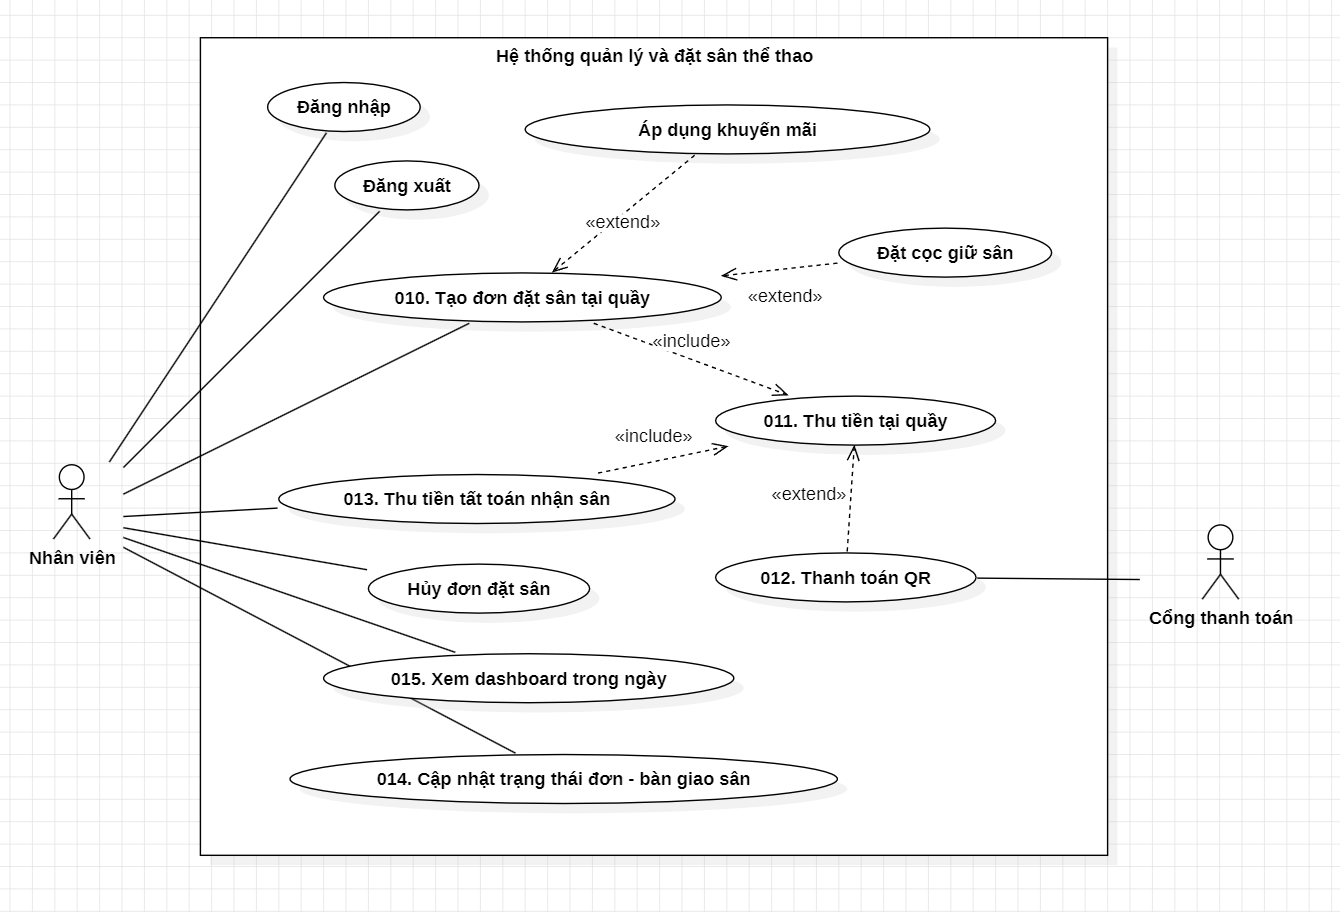 Hệ thống quản lý và đặt sân thể thao
Đăng nhập
Áp dụng khuyến mãi
Đăng xuất
«extend»
Đặt cọc giữ sân
010. Tạo đơn đặt sân tại quầy
«extend»
«include»
011. Thu tiền tại quầy
«include»
013. Thu tiền tất toán nhận sân
«extend»
Nhân viên
Hủy đơn đặt sân
012. Thanh toán QR
Cổng thanh toán
015. Xem dashboard trong ngày
014. Cập nhật trạng thái đơn - bàn giao sân